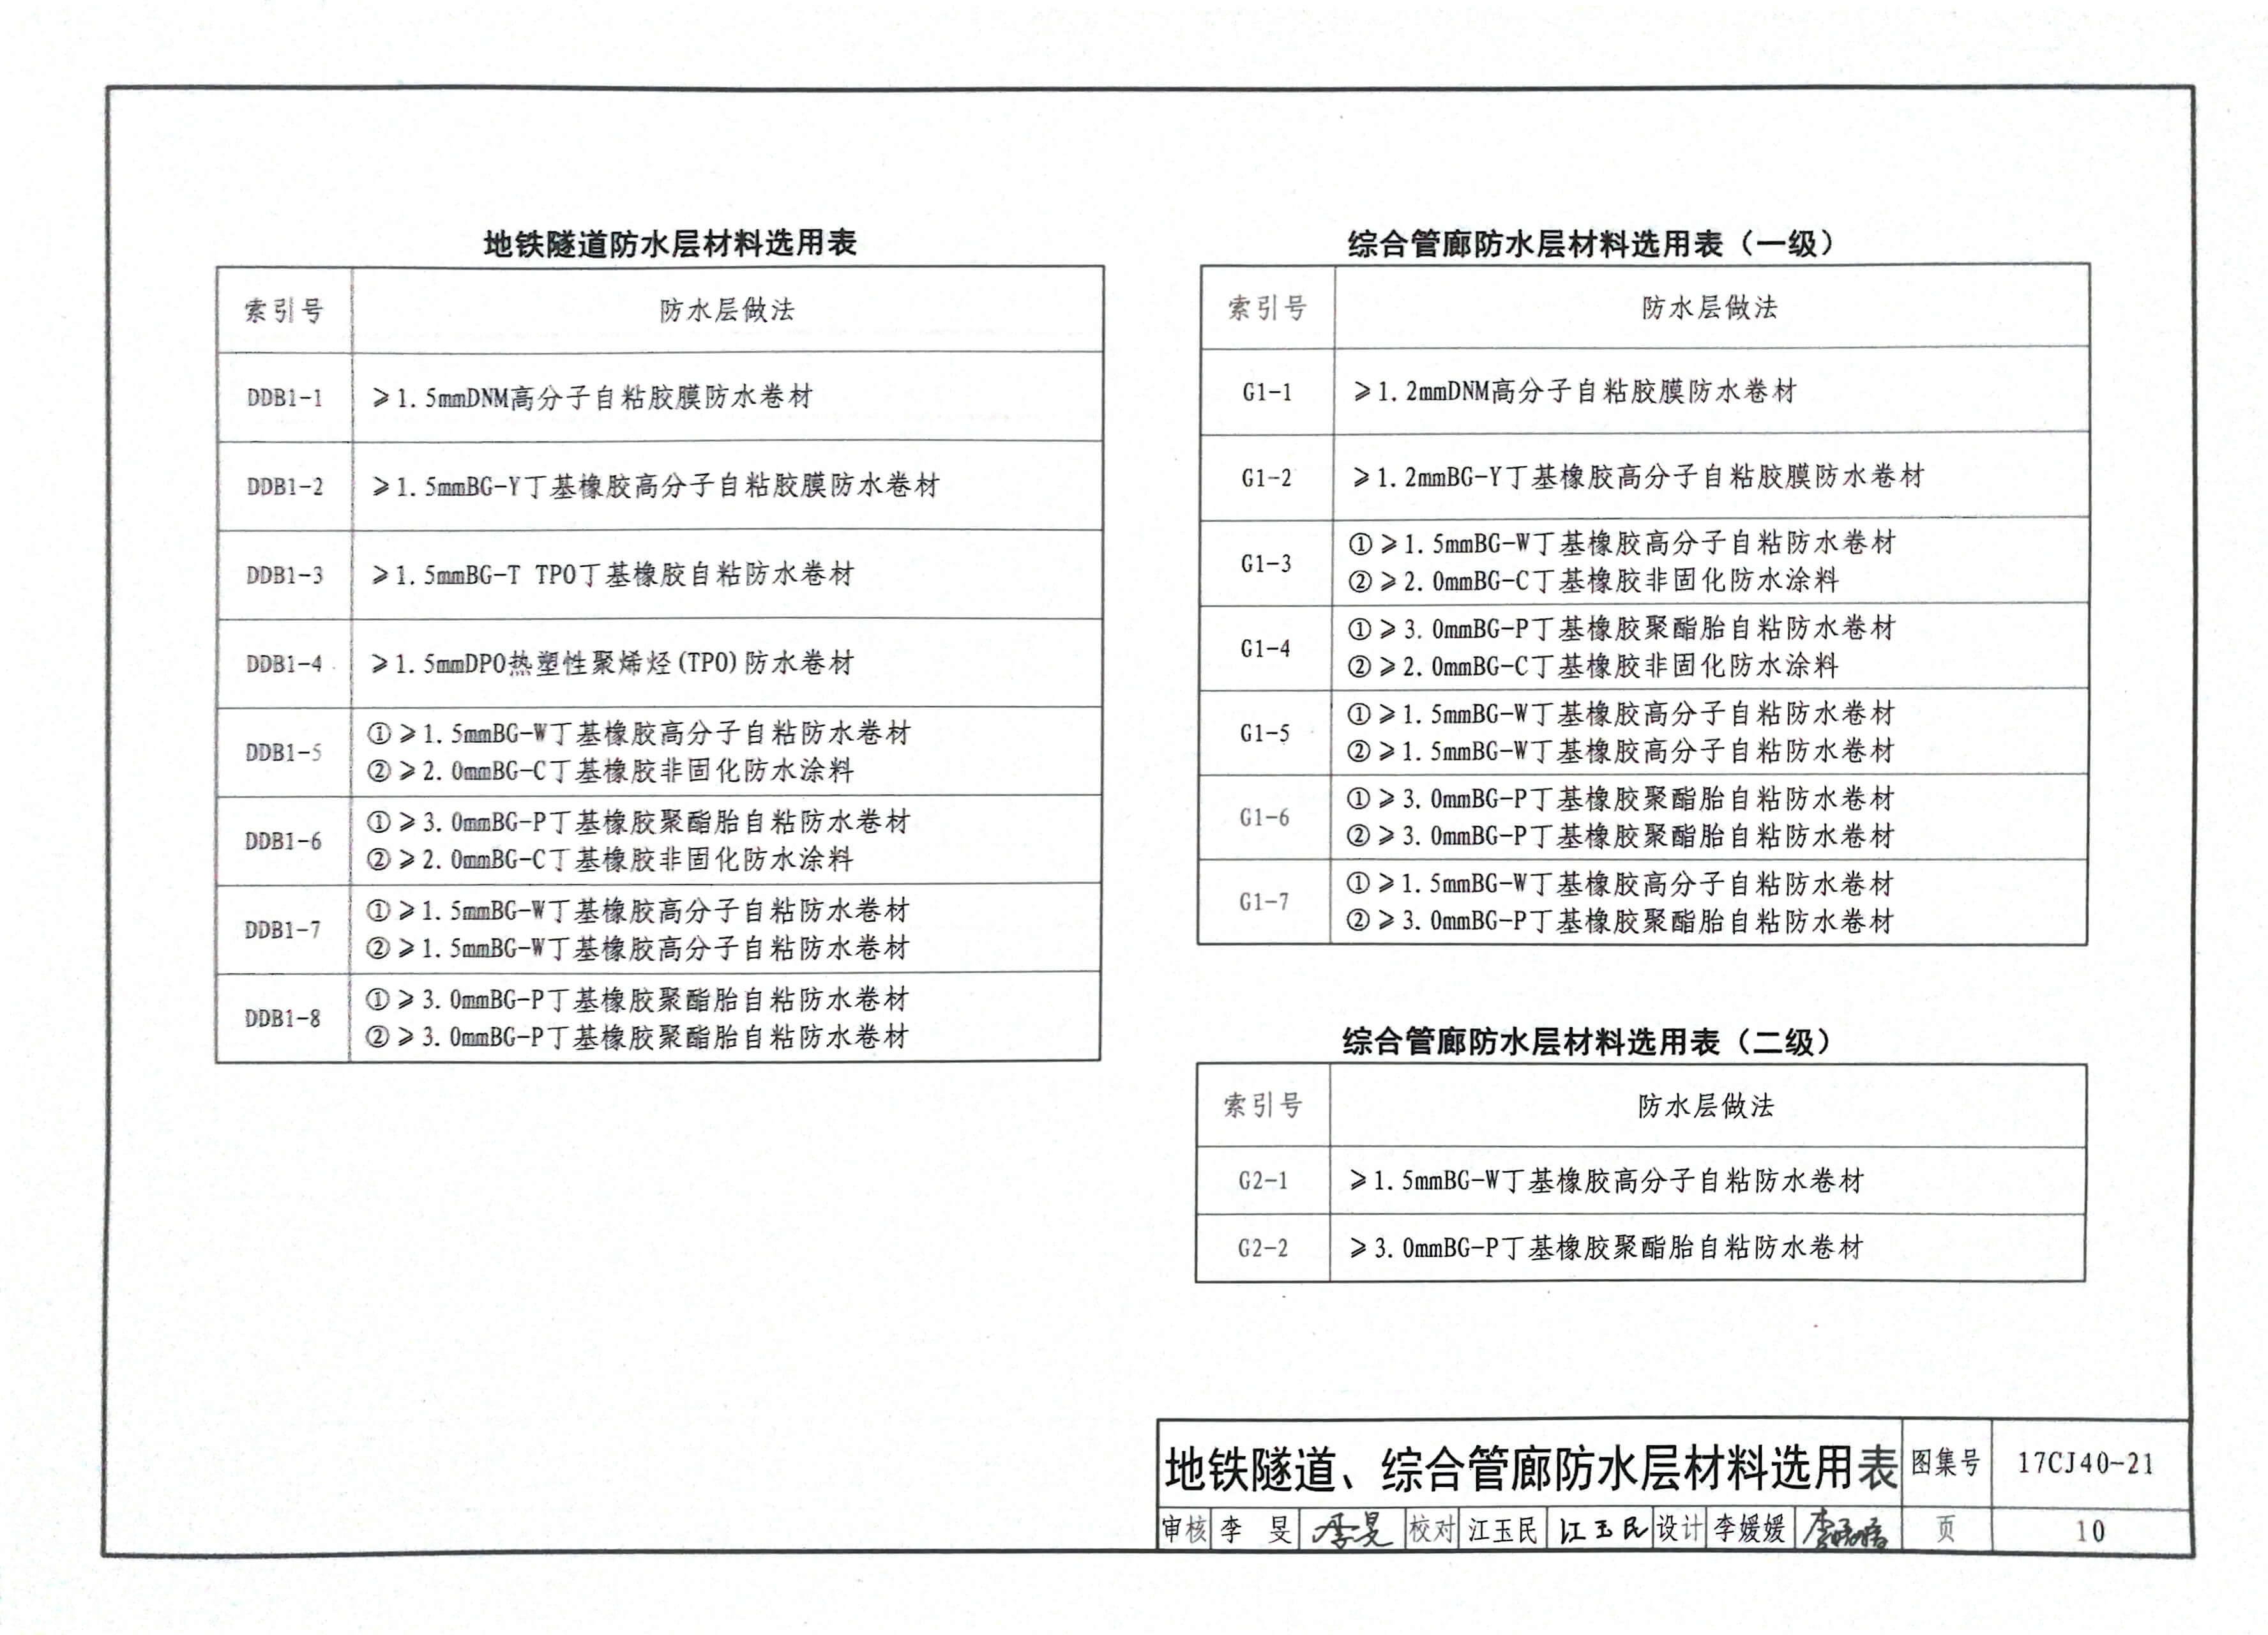 地铁隧道防水层材料选用表
索引号 防水层做法
DDB1-1 ≥1.5mmDNM高分子自粘胶膜防水卷材
DDB1-2 ≥1.5mmBG-Y丁基橡胶高分子自粘胶膜防水卷材
DDB1-3 ≥1.5mmBG-T TPO丁基橡胶自粘防水卷材
DDB1-4 ≥1.5mmDPO热塑性聚烯烃(TPO)防水卷材
DDB1-5 ①≥1.5mmBG-W丁基橡胶高分子自粘防水卷材
②≥2.0mmBG-C丁基橡胶非固化防水涂料
DDB1-6 ①≥3.0mmBG-P丁基橡胶聚酯胎自粘防水卷材
②≥2.0mmBG-C丁基橡胶非固化防水涂料
DDB1-7 ①≥1.5mmBG-W丁基橡胶高分子自粘防水卷材
②≥1.5mmBG-W丁基橡胶高分子自粘防水卷材
DDB1-8 ①≥3.0mmBG-P丁基橡胶聚酯胎自粘防水卷材
②≥3.0mmBG-P丁基橡胶聚酯胎自粘防水卷材
综合管廊防水层材料选用表（一级）
索引号 防水层做法
G1-1 ≥1.2mmDNM高分子自粘胶膜防水卷材
G1-2 ≥1.2mmBG-Y丁基橡胶高分子自粘胶膜防水卷材
G1-3 ①≥1.5mmBG-W丁基橡胶高分子自粘防水卷材
②≥2.0mmBG-C丁基橡胶非固化防水涂料
G1-4 ①≥3.0mmBG-P丁基橡胶聚酯胎自粘防水卷材
②≥2.0mmBG-C丁基橡胶非固化防水涂料
G1-5 ①≥1.5mmBG-W丁基橡胶高分子自粘防水卷材
②≥1.5mmBG-W丁基橡胶高分子自粘防水卷材
G1-6 ①≥3.0mmBG-P丁基橡胶聚酯胎自粘防水卷材
②≥3.0mmBG-P丁基橡胶聚酯胎自粘防水卷材
G1-7 ①≥1.5mmBG-W丁基橡胶高分子自粘防水卷材
②≥3.0mmBG-P丁基橡胶聚酯胎自粘防水卷材
综合管廊防水层材料选用表（二级）
索引号 防水层做法
G2-1 ≥1.5mmBG-W丁基橡胶高分子自粘防水卷材
G2-2 ≥3.0mmBG-P丁基橡胶聚酯胎自粘防水卷材
地铁隧道、综合管廊防水层材料选用表 图集号 17CJ40-21
审核 李 旻 李旻 校对 江玉民 江玉民 设计 李媛媛 李媛媛 页 10